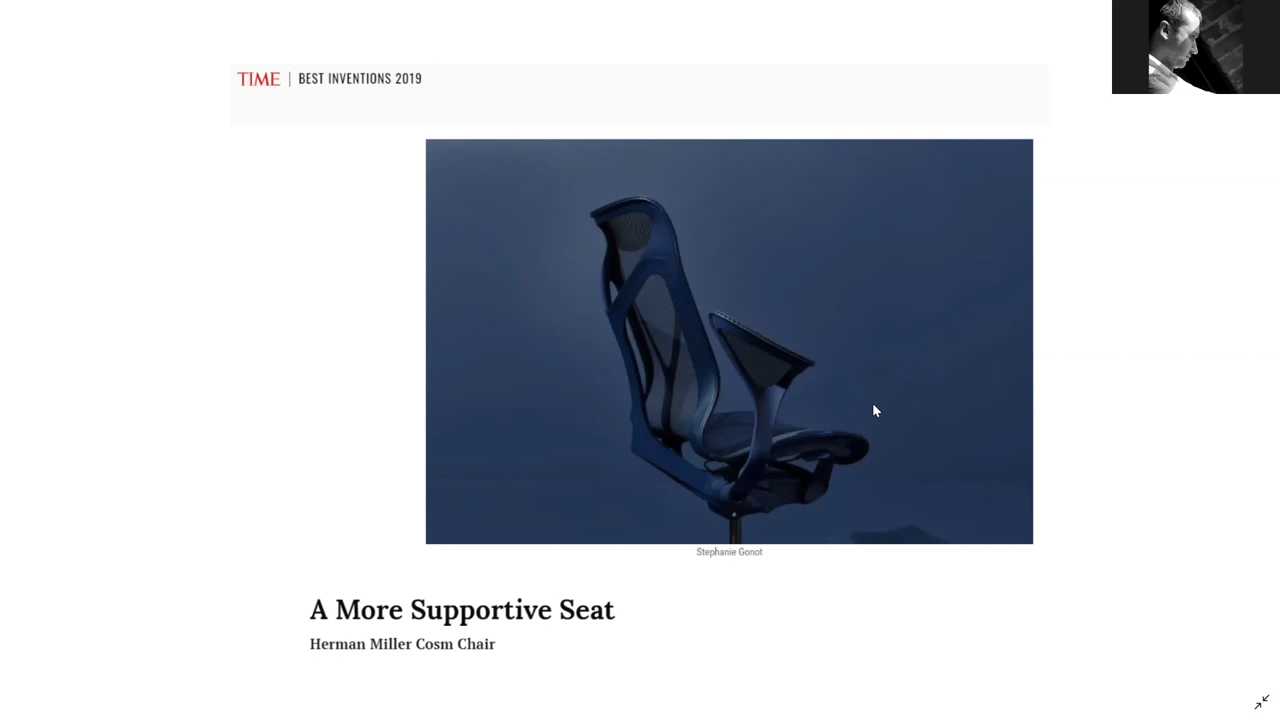 TIME | BEST INVENTIONS 2019
Stephanie Gonot
A More Supportive Seat
Herman Miller Cosm Chair